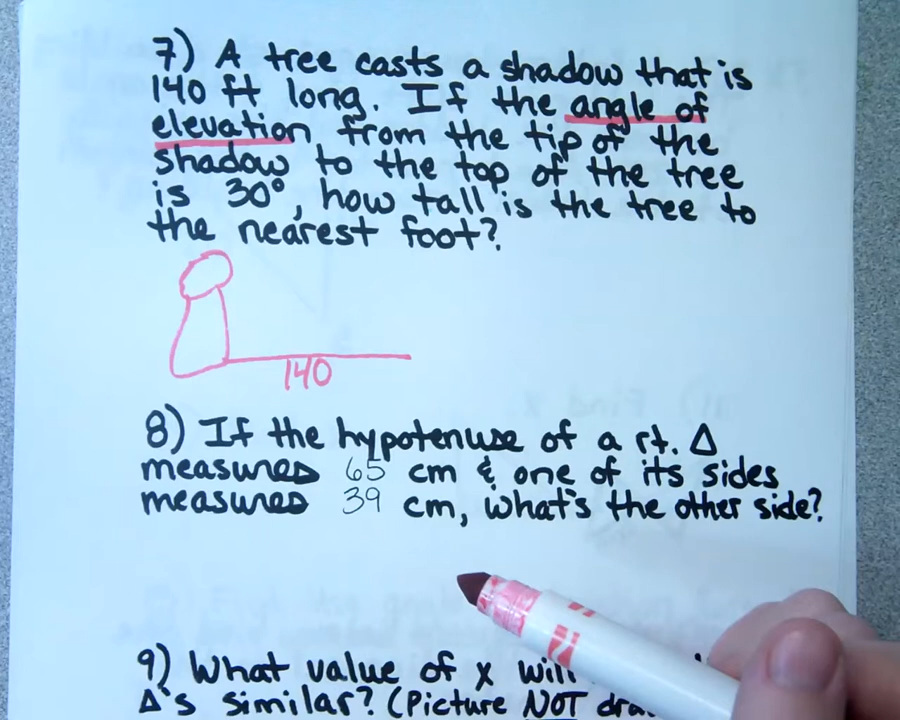 7) A tree casts a shadow that is
140 ft long. If the angle of
elevation from the tip of the
shadow to the top of the tree
is 30°, how tall is the tree to
the nearest foot?
140
8) If the hypotenuse of a rt. Δ
measures 65 cm & one of its sides
measures 39 cm, what's the other side?
9) What value of x will
Δ's similar? (Picture NOT